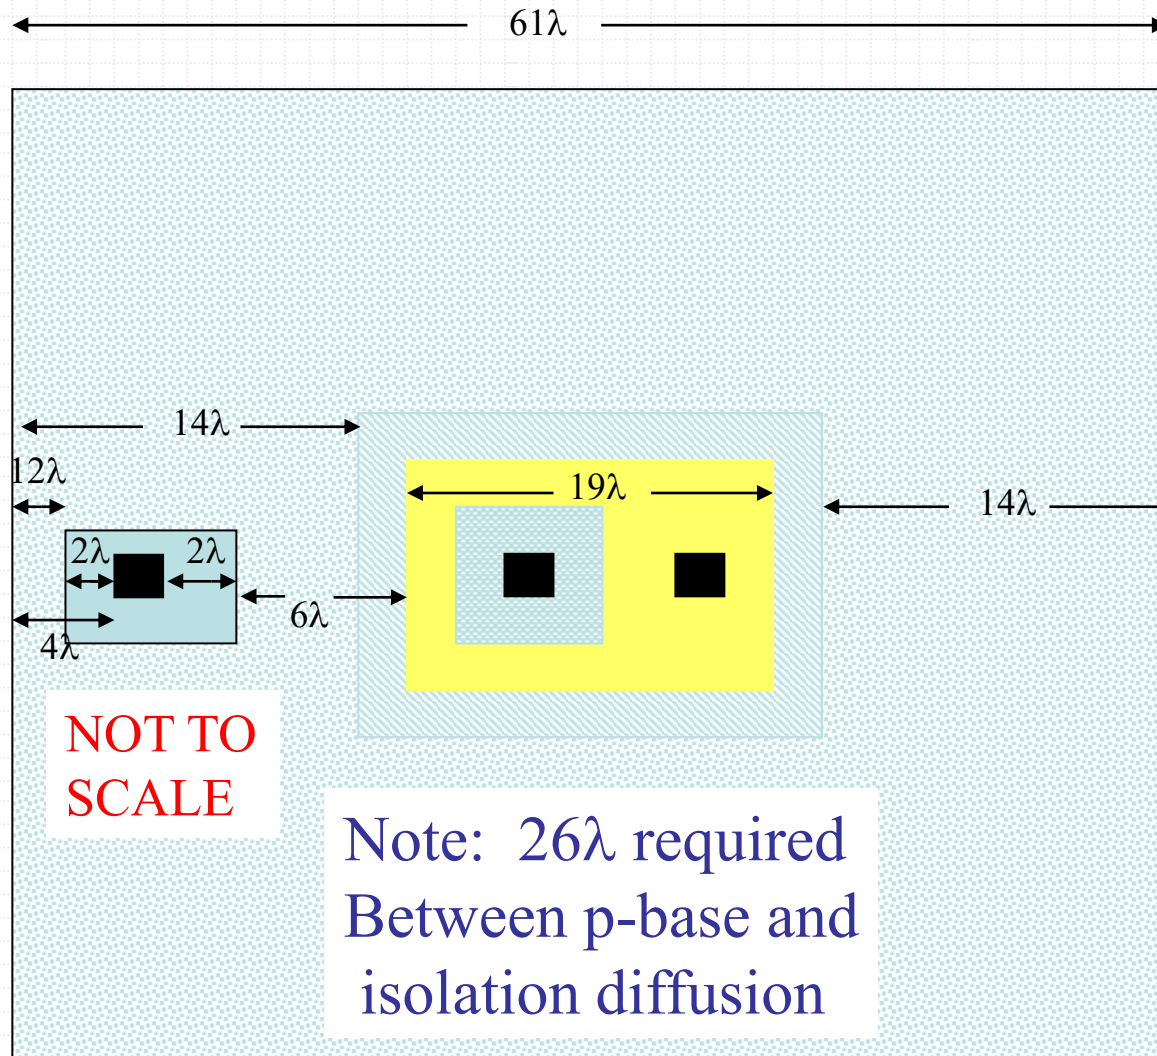 61λ
14λ
12λ
19λ
14λ
2λ
2λ
6λ
4λ
NOT TO
SCALE
Note: 26λ required
Between p-base and
isolation diffusion